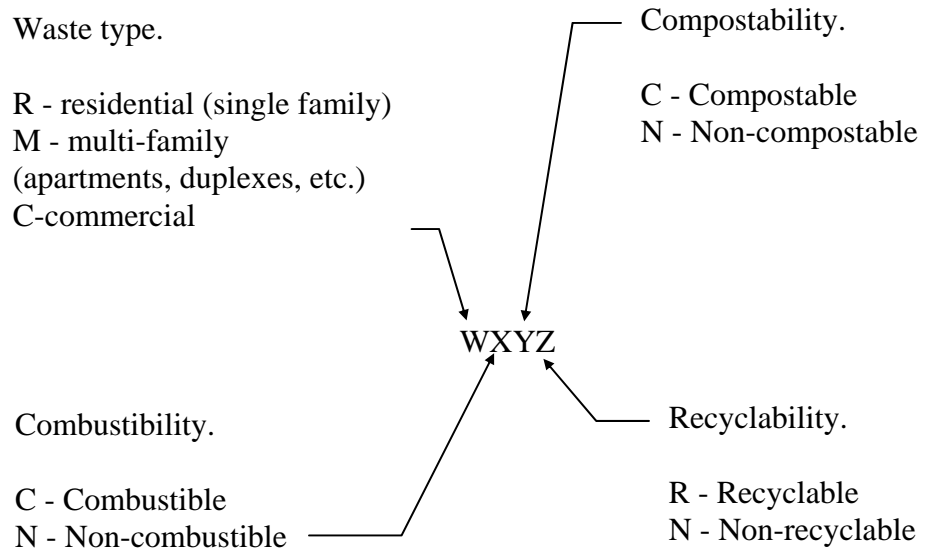 Waste type.
R - residential (single family)
M - multi-family
(apartments, duplexes, etc.)
C-commercial
Compostability.
C - Compostable
N - Non-compostable
WXYZ
Combustibility.
C - Combustible
N - Non-combustible
Recyclability.
R - Recyclable
N - Non-recyclable